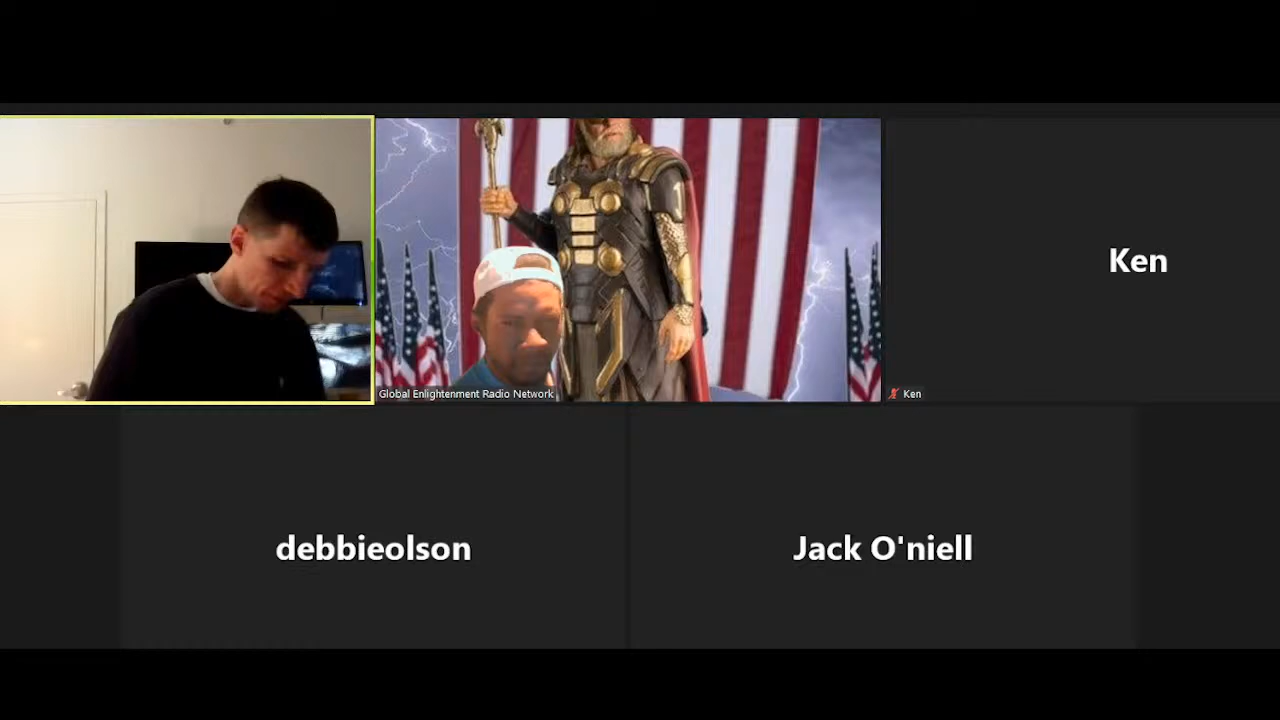 Ken
Global Enlightenment Radio Network
Ken
debbieolson
Jack O'niell